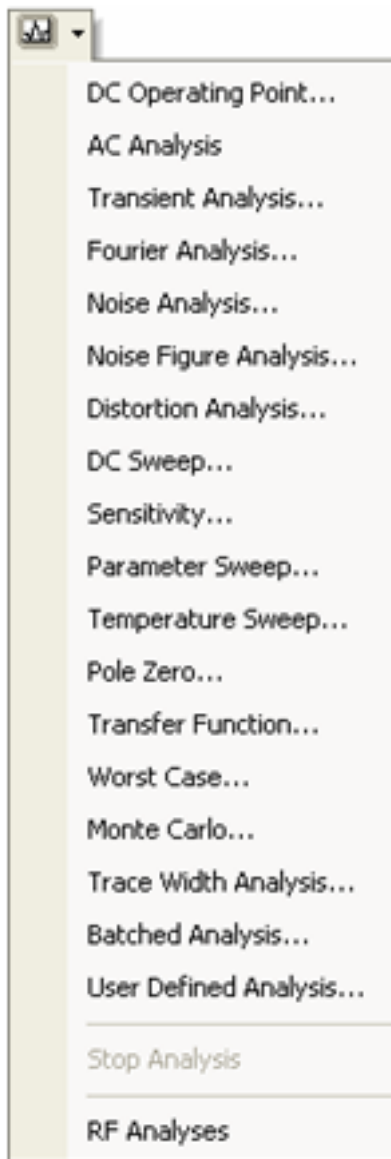 DC Operating Point...
AC Analysis
Transient Analysis...
Fourier Analysis...
Noise Analysis...
Noise Figure Analysis...
Distortion Analysis...
DC Sweep...
Sensitivity...
Parameter Sweep...
Temperature Sweep...
Pole Zero...
Transfer Function...
Worst Case...
Monte Carlo...
Trace Width Analysis...
Batched Analysis...
User Defined Analysis...
Stop Analysis
RF Analyses